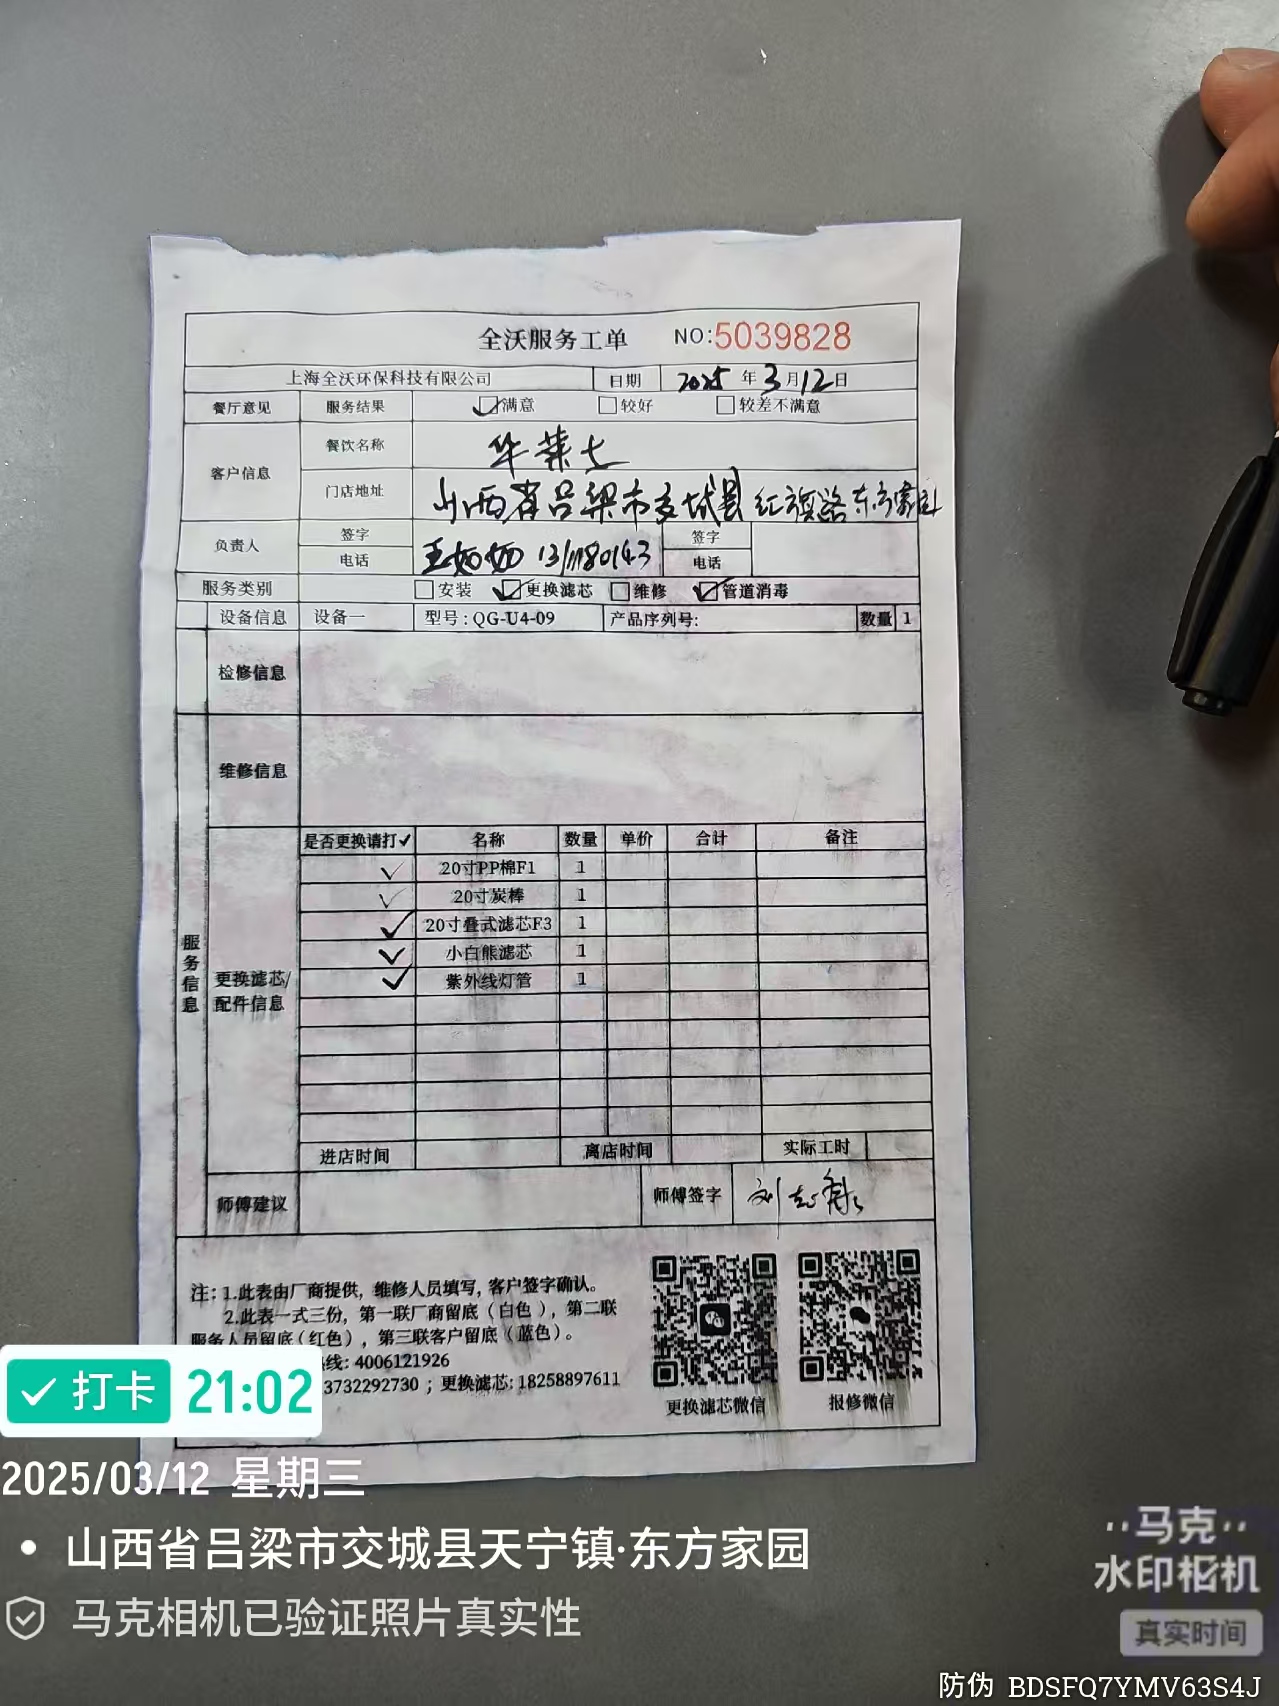 全沃服务工单 NO:5039828
上海全沃环保科技有限公司 日期 2025年3月12日
餐厅意见 服务结果 满意 较好 较差不满意
客户信息 餐饮名称 华莱士
门店地址 山西省吕梁市交城县红旗路东方家园
负责人 签字 签字
电话 电话
服务类别 安装 更换滤芯 维修 管道消毒
设备信息 设备一 型号:QG-U4-09 产品序列号: 数量 1
检修信息
维修信息
服务信息
更换滤芯/配件信息
是否更换请打✓ 名称 数量 单价 合计 备注
✓ 20寸PP棉F1 1
✓ 20寸炭棒 1
✓ 20寸叠式滤芯F3 1
✓ 小白熊滤芯 1
✓ 紫外线灯管 1
进店时间 离店时间 实际工时
师傅建议 师傅签字
注:1.此表由厂商提供,维修人员填写,客户签字确认。
2.此表一式三份,第一联厂商留底(白色),第二联
服务人员留底(红色),第三联客户留底(蓝色)。
线:4006121926
3732292730;更换滤芯:18258897611
更换滤芯微信 报修微信
打卡 21:02
2025/03/12 星期三
山西省吕梁市交城县天宁镇·东方家园
马克相机已验证照片真实性
马克
水印相机
真实时间
防伪 BDSFQ7YMV63S4J